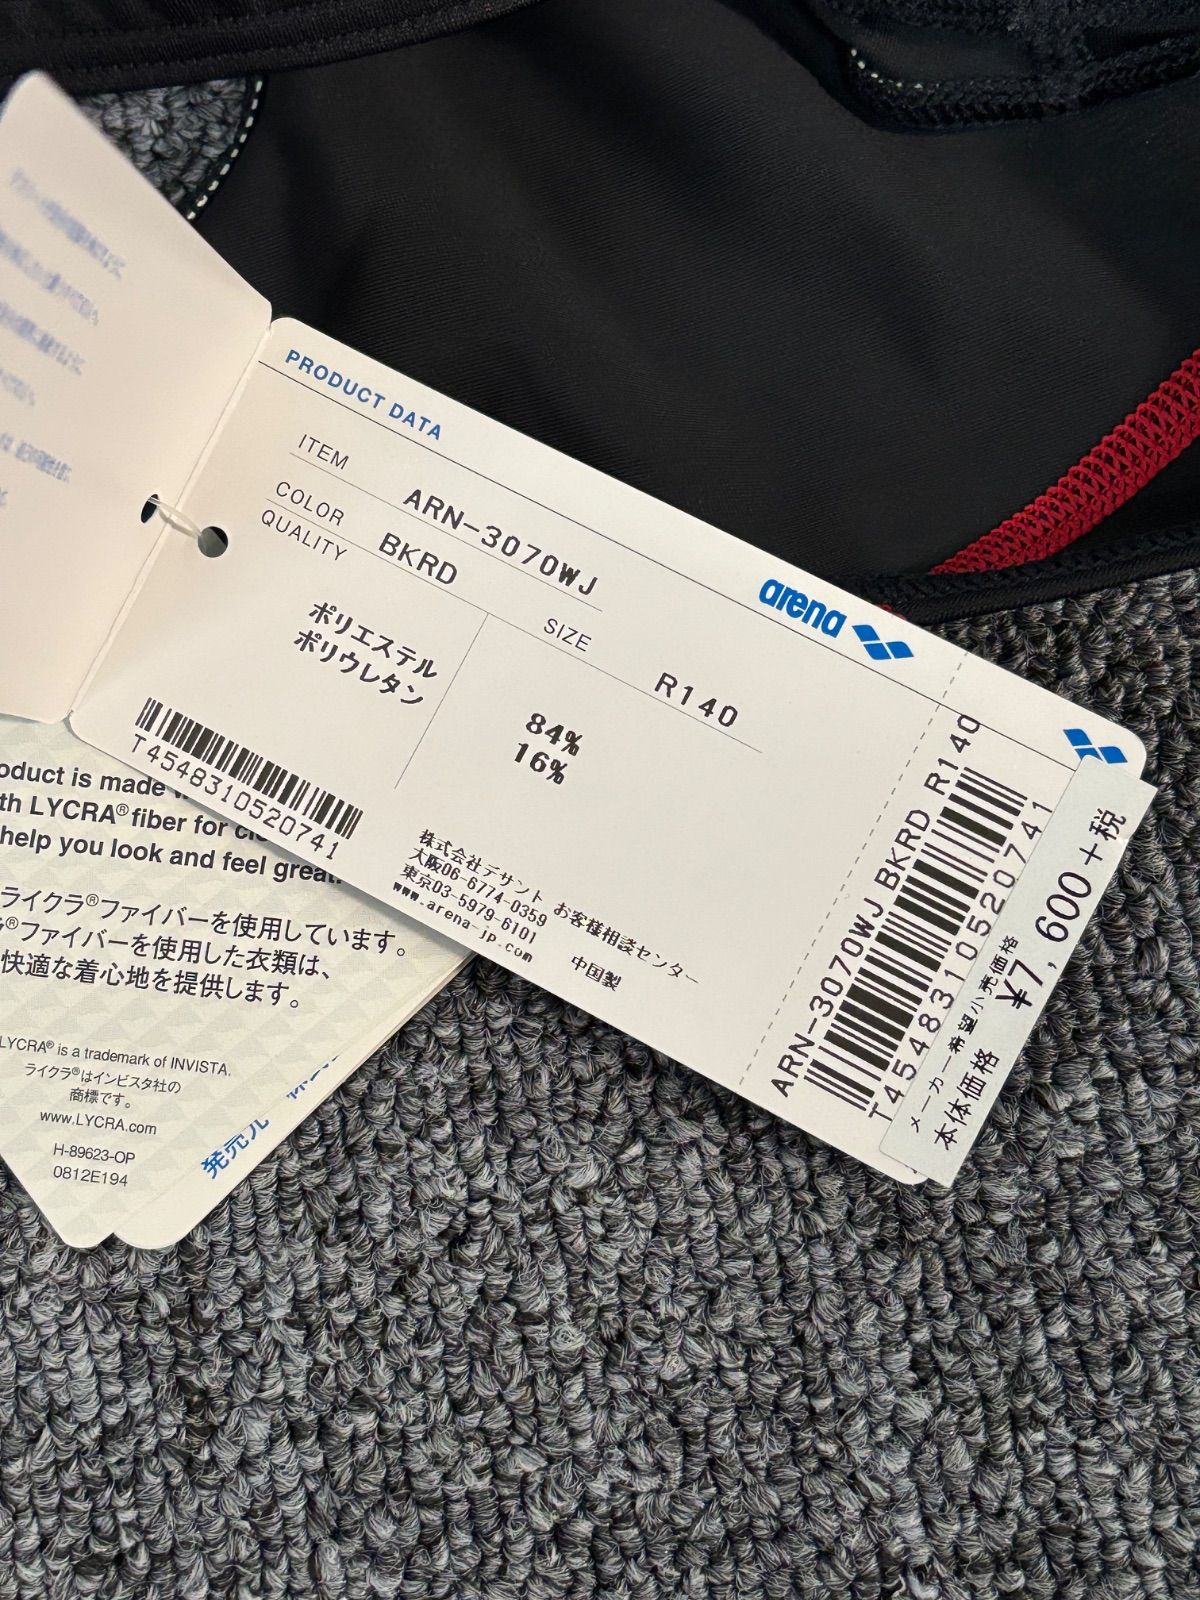 PRODUCT DATA
ITEM ARN-3070WJ
COLOR BKRD
SIZE R140
QUALITY
ポリエステル 84%
ポリウレタン 16%
T4548310520741
arena
株式会社デサント お客様相談センター
大阪06-6774-0359
東京03-5979-6101
www.arena-jp.com 中国製
ARN-3070WJ BKRD R140
T4548310520741
メーカー希望小売価格
本体価格 ¥7,600+税
oduct is made
th LYCRA® fiber for
help you look and feel great.
ライクラ®ファイバーを使用しています。
®ファイバーを使用した衣類は、
快適な着心地を提供します。
LYCRA® is a trademark of INVISTA.
ライクラ®はインビスタ社の
商標です。
www.LYCRA.com
H-89623-OP
0812E194
発売元